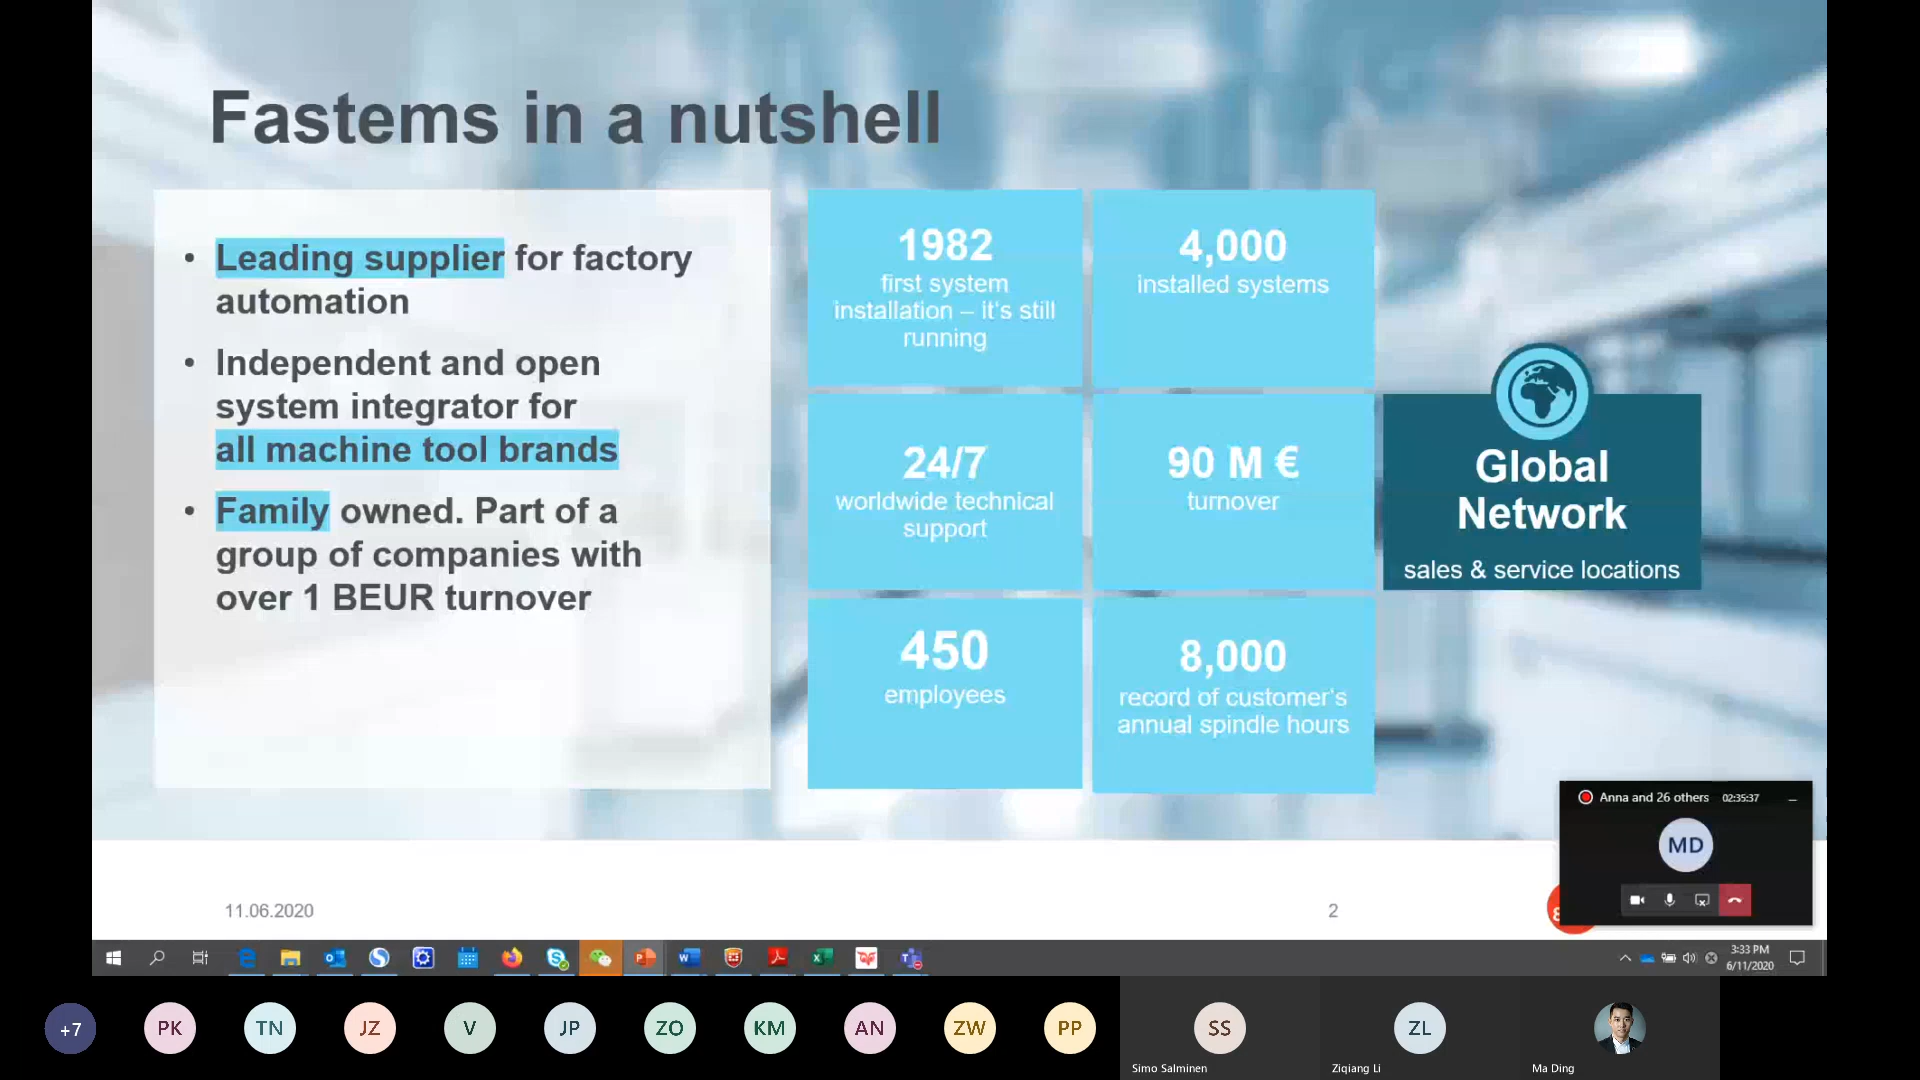 Fastems in a nutshell
• Leading supplier for factory
automation
• Independent and open
system integrator for
all machine tool brands
• Family owned. Part of a
group of companies with
over 1 BEUR turnover
1982
first system
installation – it's still
running
4,000
installed systems
24/7
worldwide technical
support
90 M €
turnover
Global
Network
sales & service locations
450
employees
8,000
record of customer's
annual spindle hours
Anna and 26 others 02:35:37
MD
11.06.2020
2
3:33 PM
6/11/2020
+7
PK
TN
JZ
V
JP
ZO
KM
AN
ZW
PP
SS
ZL
Simo Salminen
Ziqiang Li
Ma Ding